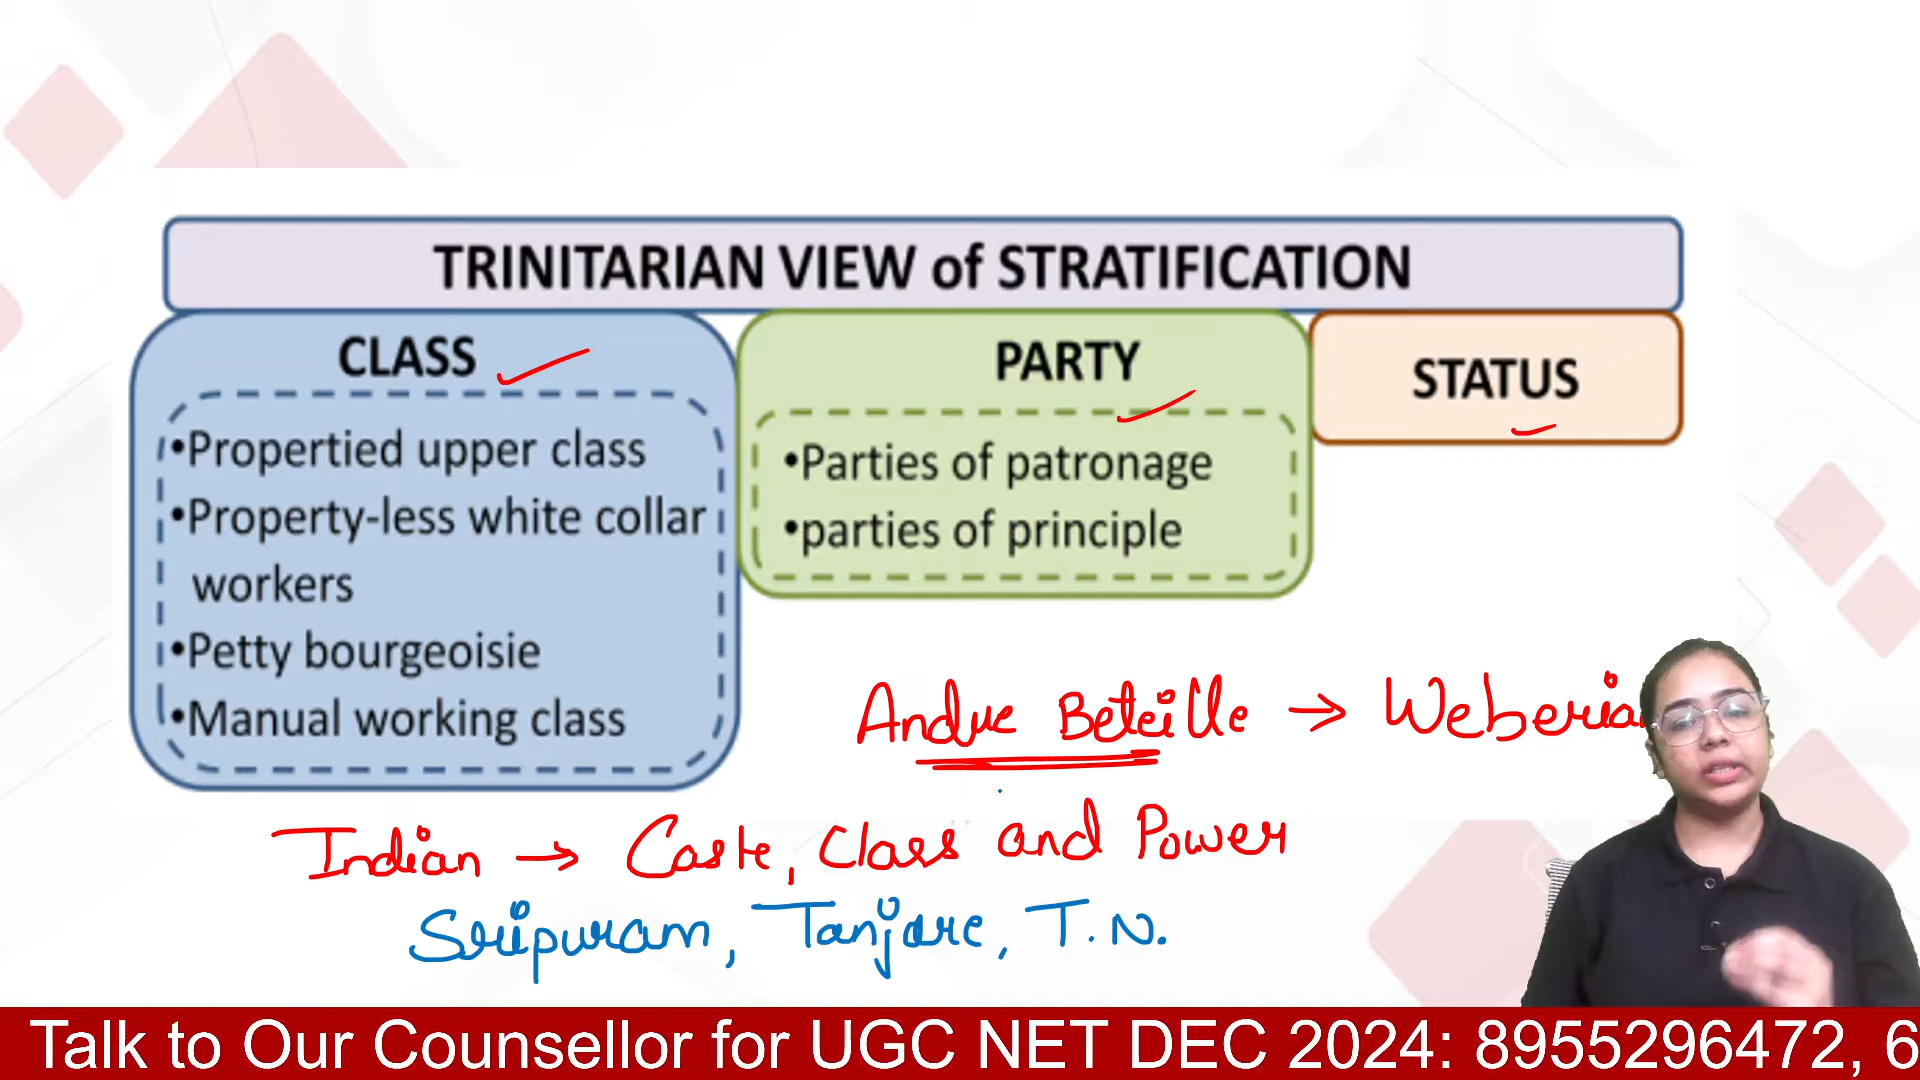 TRINITARIAN VIEW of STRATIFICATION
CLASS
•Propertied upper class
•Property-less white collar
workers
•Petty bourgeoisie
•Manual working class
PARTY
•Parties of patronage
•parties of principle
STATUS
Andre Beteille → Weberian
Indian → Caste, Class and Power
Sripuram, Tanjore, T.N.
Talk to Our Counsellor for UGC NET DEC 2024: 8955296472, 6